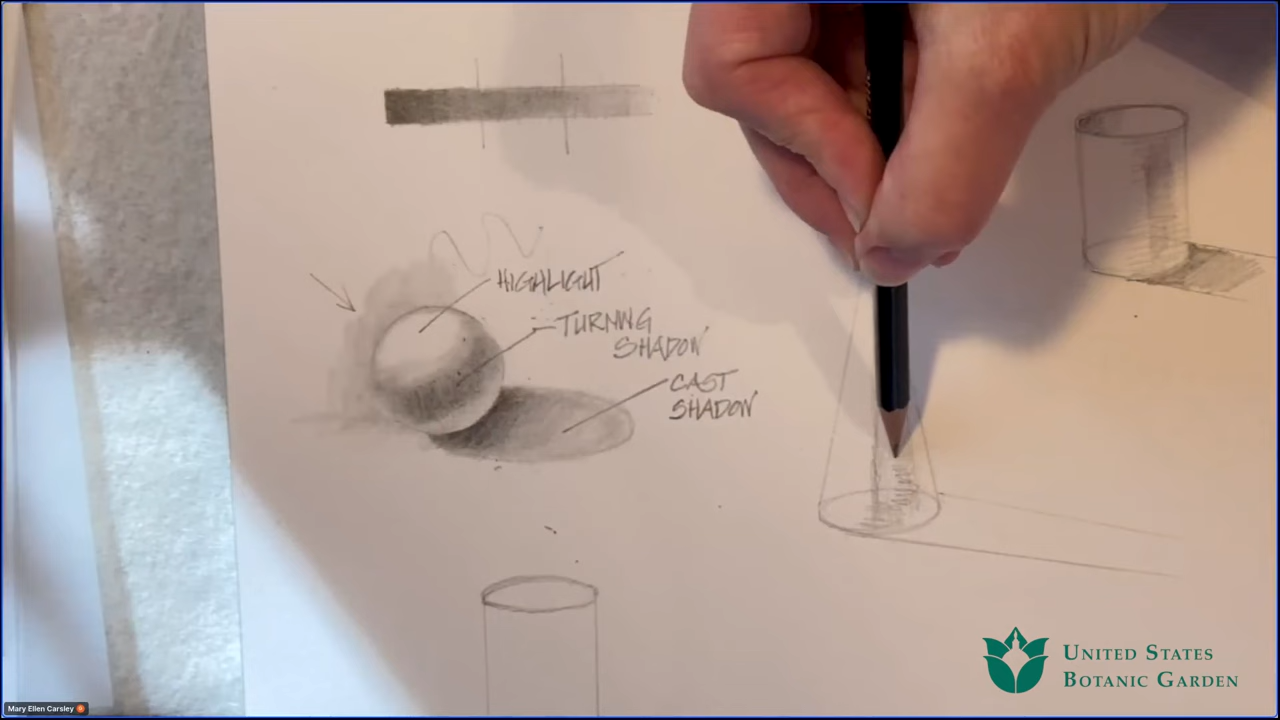 HIGHLIGHT
TURNING
SHADOW
CAST
SHADOW
UNITED STATES
BOTANIC GARDEN
Mary Ellen Carsley